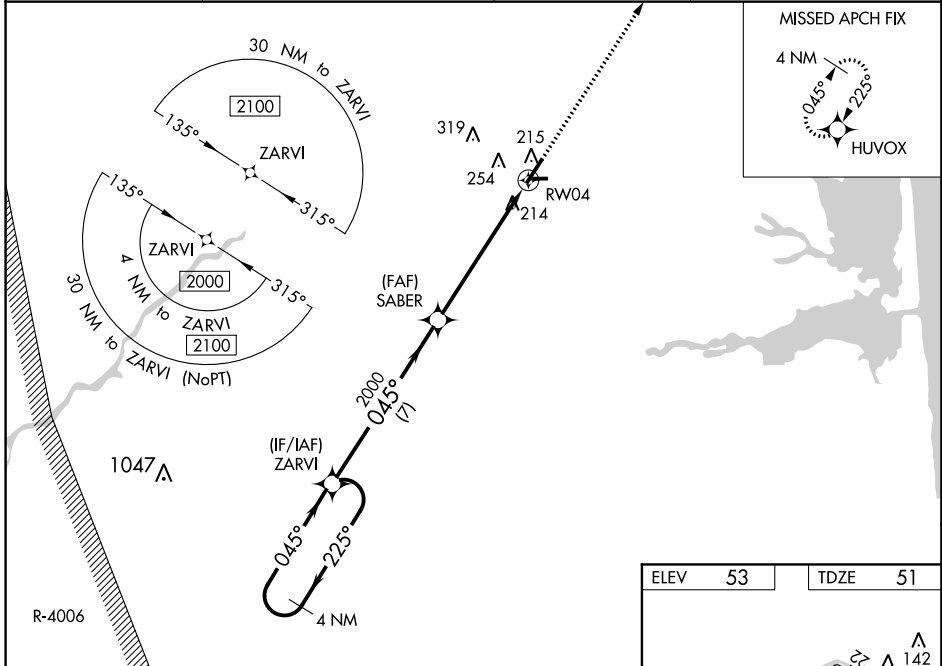 MISSED APCH FIX
4 NM
045°
225°
HUVOX
30 NM to ZARVI
2100
135°
ZARVI
315°
135°
ZARVI
315°
2000
4 NM to ZARVI
2100
30 NM to ZARVI (NoPT)
319
215
254
RW04
214
(FAF)
SABER
2000
045°
(7)
(IF/IAF)
ZARVI
1047
045°
225°
4 NM
R-4006
ELEV 53
TDZE 51
22
142